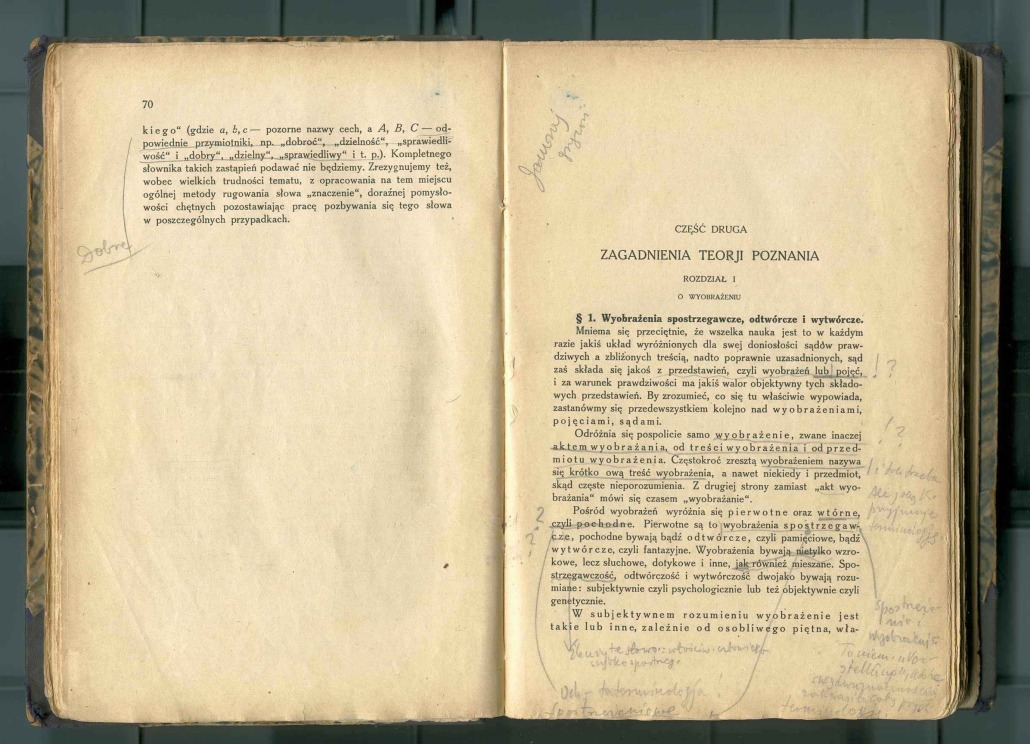 70
kiego“ (gdzie a, b, c — pozorne nazwy cech, a A, B, C — od-
powiednie przymiotniki, np. „dobroć“, „dzielność“, „sprawiedli-
wość“ i „dobry“, „dzielny“, „sprawiedliwy“ i t. p.). Kompletnego
słownika takich zastąpień podawać nie będziemy. Zrezygnujemy też,
wobec wielkich trudności tematu, z opracowania na tem miejscu
ogólnej metody rugowania słowa „znaczenie“, doraźnej pomysło-
wości chętnych pozostawiając pracę pozbywania się tego słowa
w poszczególnych przypadkach.
Dobre
CZĘŚĆ DRUGA
ZAGADNIENIA TEORJI POZNANIA
ROZDZIAŁ I
O WYOBRAŻENIU
§ 1. Wyobrażenia spostrzegawcze, odtwórcze i wytwórcze.
Mniema się przeciętnie, że wszelka nauka jest to w każdym
razie jakiś układ wyróżnionych dla swej doniosłości sądów praw-
dziwych a zbliżonych treścią, nadto poprawnie uzasadnionych, sąd
zaś składa się jakoś z przedstawień, czyli wyobrażeń lub pojęć, !?
i za warunek prawdziwości ma jakiś walor objektywny tych składo-
wych przedstawień. By zrozumieć, co się tu właściwie wypowiada,
zastanówmy się przedewszystkiem kolejno nad wyobrażeniami,
pojęciami, sądami.
Odróżnia się pospolicie samo wyobrażenie, zwane inaczej !?
aktem wyobrażania, od treści wyobrażenia i od przed-
miotu wyobrażenia. Częstokroć zresztą wyobrażeniem nazywa
się krótko ową treść wyobrażenia, a nawet niekiedy i przedmiot,
skąd częste nieporozumienia. Z drugiej strony zamiast „akt wyo-
brażania“ mówi się czasem „wyobrażanie“.
Pośród wyobrażeń wyróżnia się pierwotne oraz wtórne,
czyli pochodne. Pierwotne są to wyobrażenia spostrzegaw-
cze, pochodne bywają bądź odtwórcze, czyli pamięciowe, bądź
wytwórcze, czyli fantazyjne. Wyobrażenia bywają nietylko wzro-
kowe, lecz słuchowe, dotykowe i inne, jak również mieszane. Spo-
strzegawczość, odtwórczość i wytwórczość dwojako bywają rozu-
miane: subjektywnie czyli psychologicznie lub też objektywnie czyli
genetycznie.
W subjektywnem rozumieniu wyobrażenie jest
takie lub inne, zależnie od osobliwego piętna, wła-